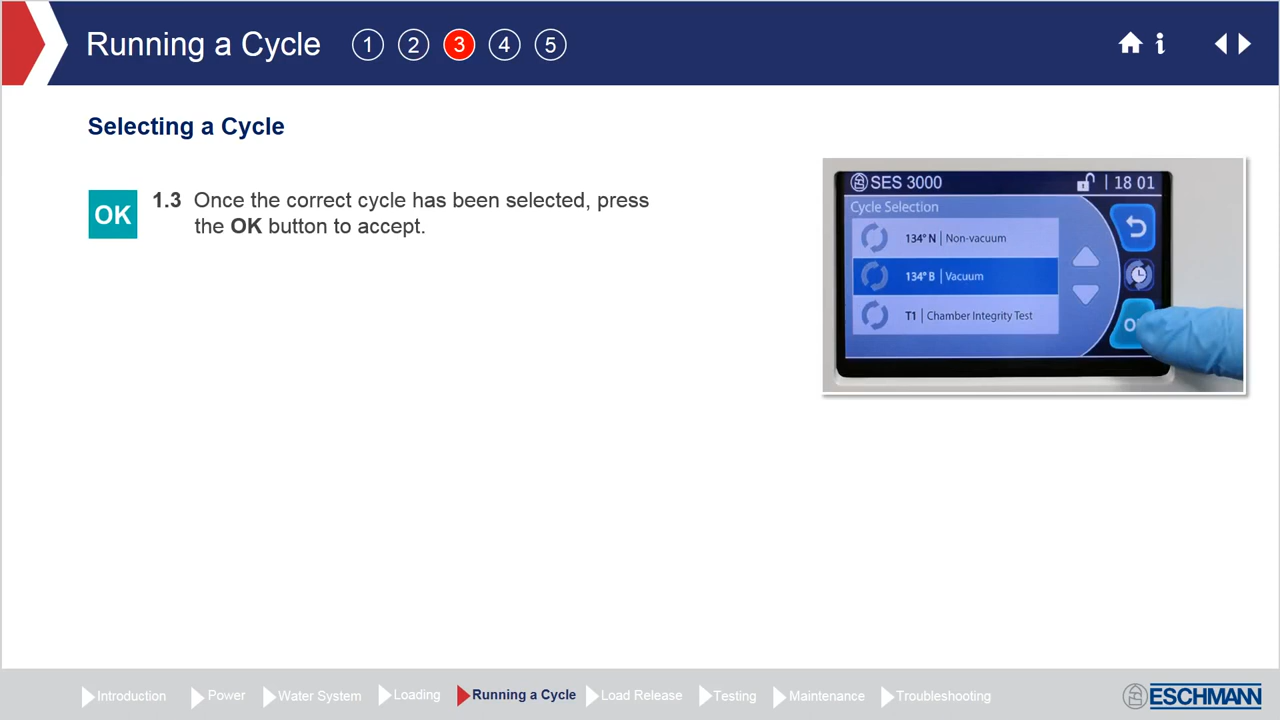 Running a Cycle 1 2 3 4 5 i
Selecting a Cycle
OK
1.3 Once the correct cycle has been selected, press
the OK button to accept.
SES 3000 18 01
Cycle Selection
134° N | Non-vacuum
134° B | Vacuum
T1 | Chamber Integrity Test
Introduction Power Water System Loading Running a Cycle Load Release Testing Maintenance Troubleshooting
ESCHMANN